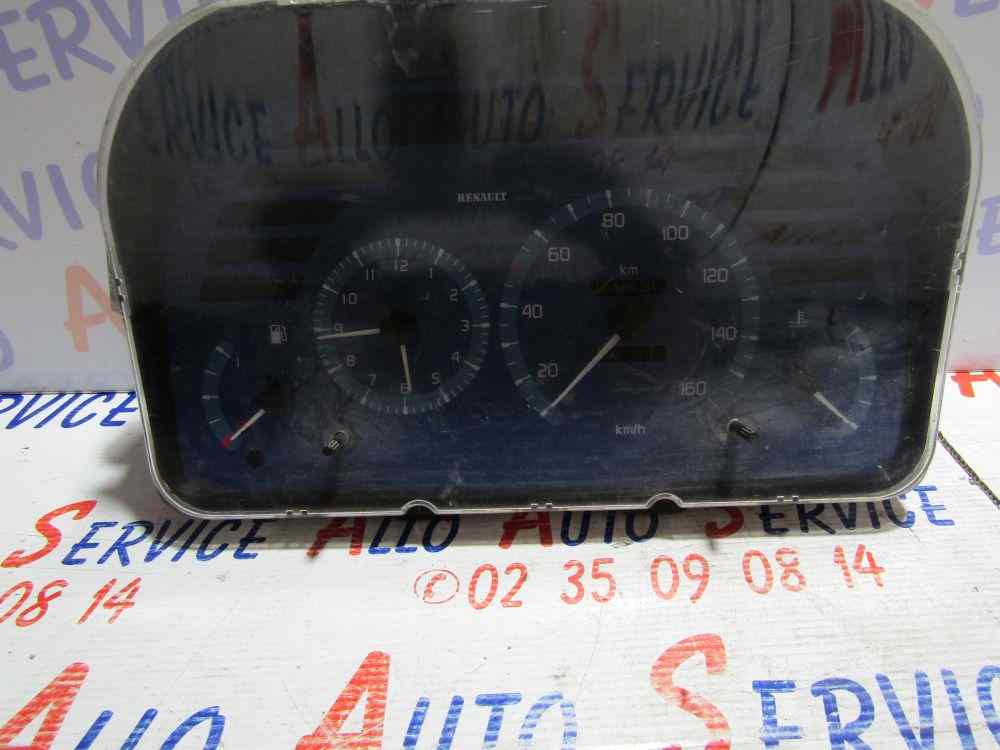 SERVICE
SERVICE ALLO AUTO SERVICE ALLO
RENAULT
80
60 100
km
12
11 1
10 2
9 3
8 4
7 5
6
40 120
20 140
160
km/h
SERVICE ALLO AUTO SERVICE
08 14 © 02 35 09 08 14
ALLO AUTO SERVICE